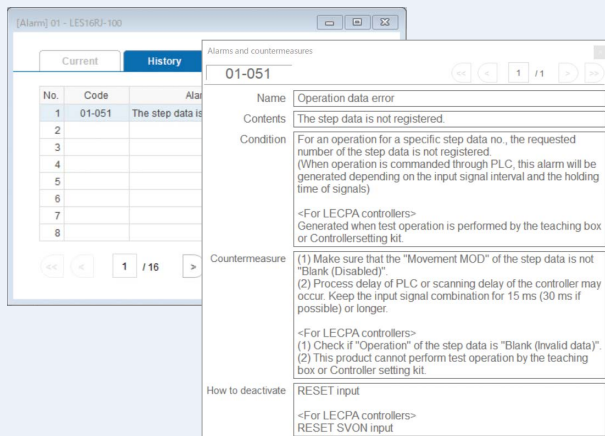 [Alarm] 01 - LES16RJ-100
Current
History
No.
Code
1
01-051
The step data is
2
3
4
5
6
7
8
<<
<
1
/ 16
>
Alarms and countermeasures
01-051
<<
<
1
/ 1
>
>>
Name
Operation data error
Contents
The step data is not registered.
Condition
For an operation for a specific step data no., the requested
number of the step data is not registered.
(When operation is commanded through PLC, this alarm will be
generated depending on the input signal interval and the holding
time of signals)
<For LECPA controllers>
Generated when test operation is performed by the teaching box
or Controllersetting kit.
Countermeasure
(1) Make sure that the "Movement MOD" of the step data is not
"Blank (Disabled)".
(2) Process delay of PLC or scanning delay of the controller may
occur. Keep the input signal combination for 15 ms (30 ms if
possible) or longer.
<For LECPA controllers>
(1) Check if "Operation" of the step data is "Blank (Invalid data)".
(2) This product cannot perform test operation by the teaching
box or Controller setting kit.
How to deactivate
RESET input
<For LECPA controllers>
RESET SVON input